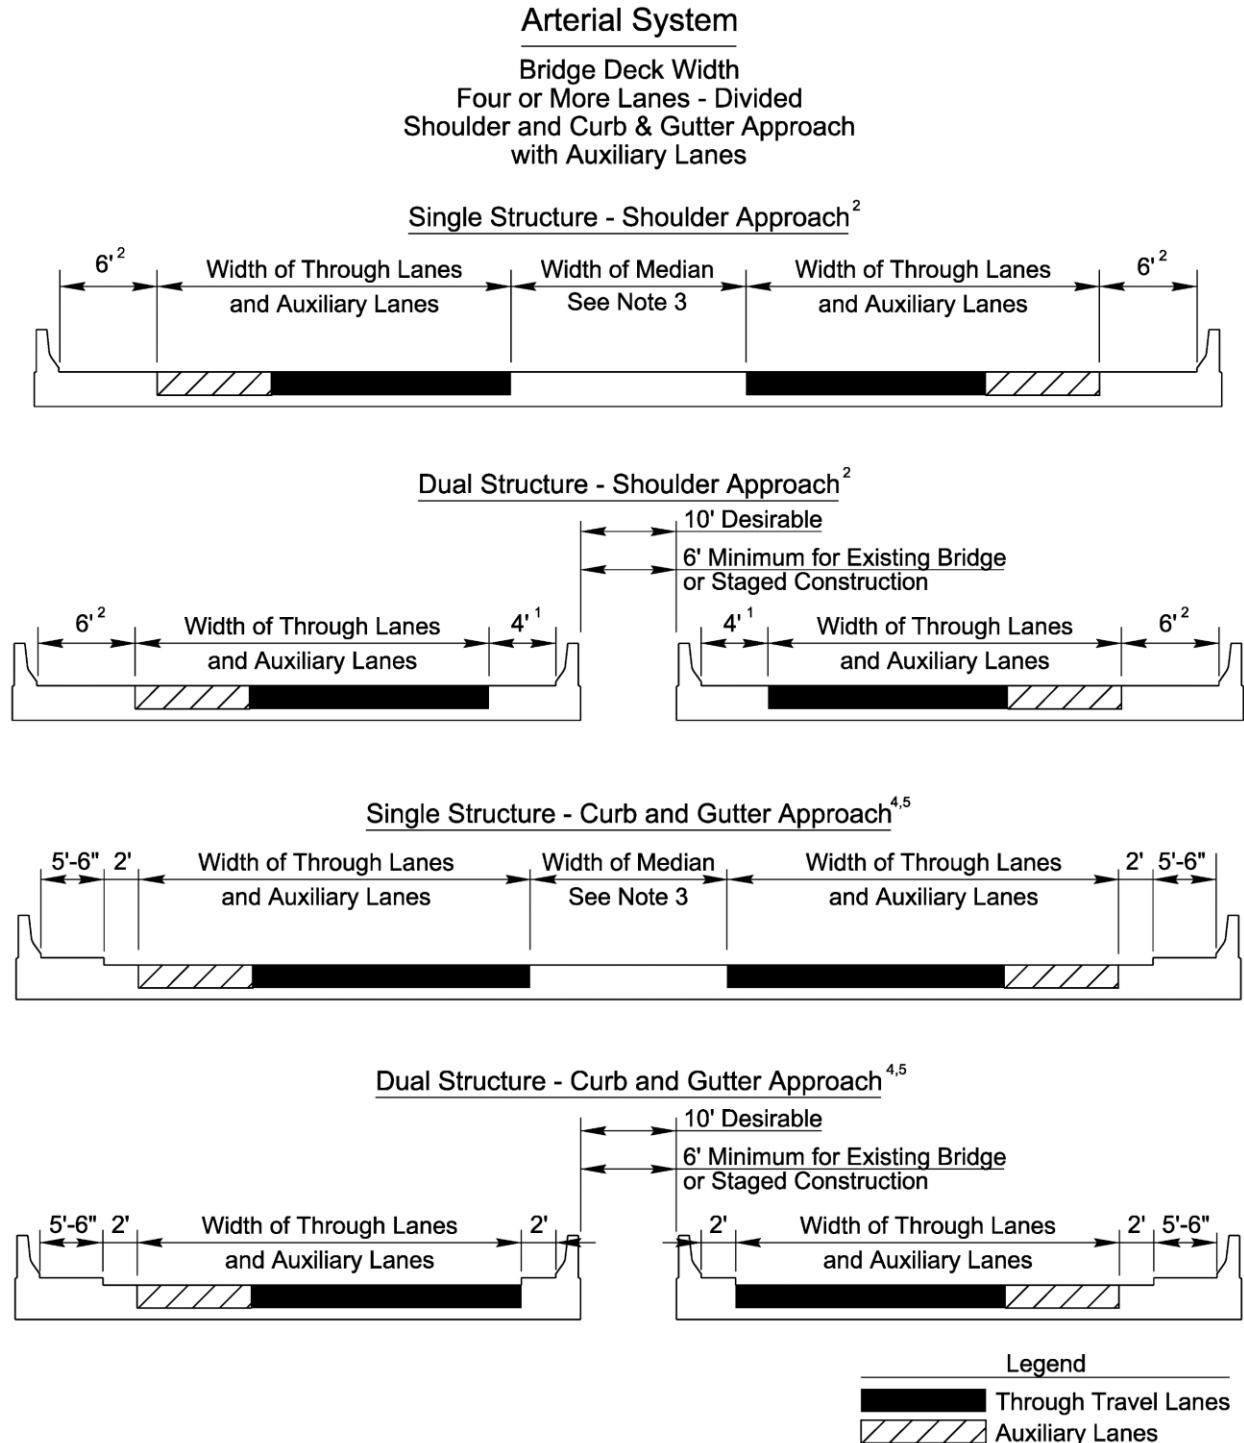 Arterial System
Bridge Deck Width
Four or More Lanes - Divided
Shoulder and Curb & Gutter Approach
with Auxiliary Lanes
Single Structure - Shoulder Approach²
6'² Width of Through Lanes Width of Median Width of Through Lanes 6'²
and Auxiliary Lanes See Note 3 and Auxiliary Lanes
Dual Structure - Shoulder Approach²
10' Desirable
6' Minimum for Existing Bridge
or Staged Construction
6'² Width of Through Lanes 4'¹ 4'¹ Width of Through Lanes 6'²
and Auxiliary Lanes and Auxiliary Lanes
Single Structure - Curb and Gutter Approach⁴,⁵
5'-6" 2' Width of Through Lanes Width of Median Width of Through Lanes 2' 5'-6"
and Auxiliary Lanes See Note 3 and Auxiliary Lanes
Dual Structure - Curb and Gutter Approach⁴,⁵
10' Desirable
6' Minimum for Existing Bridge
or Staged Construction
5'-6" 2' Width of Through Lanes 2' 2' Width of Through Lanes 2' 5'-6"
and Auxiliary Lanes and Auxiliary Lanes
Legend
Through Travel Lanes
Auxiliary Lanes